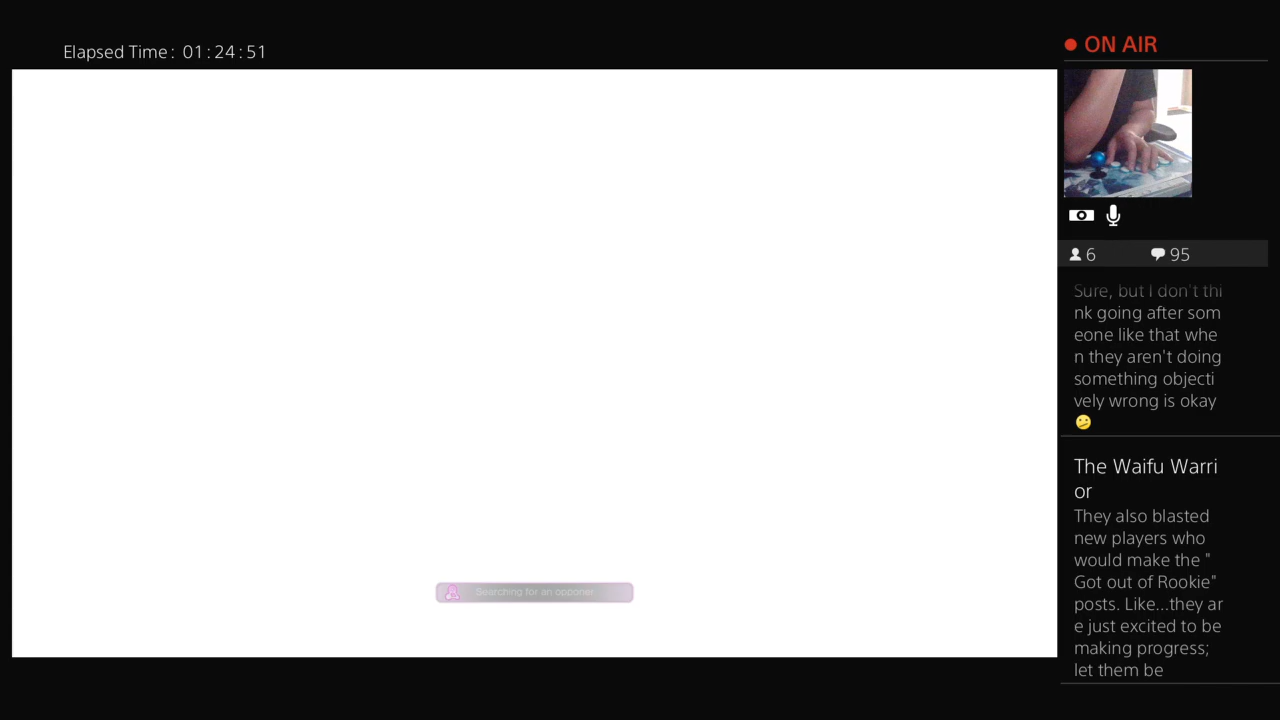 Elapsed Time: 01:24:51
ON AIR
6 95
Sure, but I don't thi
nk going after som
eone like that whe
n they aren't doing
something objecti
vely wrong is okay
🫤
The Waifu Warri
or
They also blasted
new players who
would make the "
Got out of Rookie"
posts. Like...they ar
e just excited to be
making progress;
let them be
Searching for an opponent